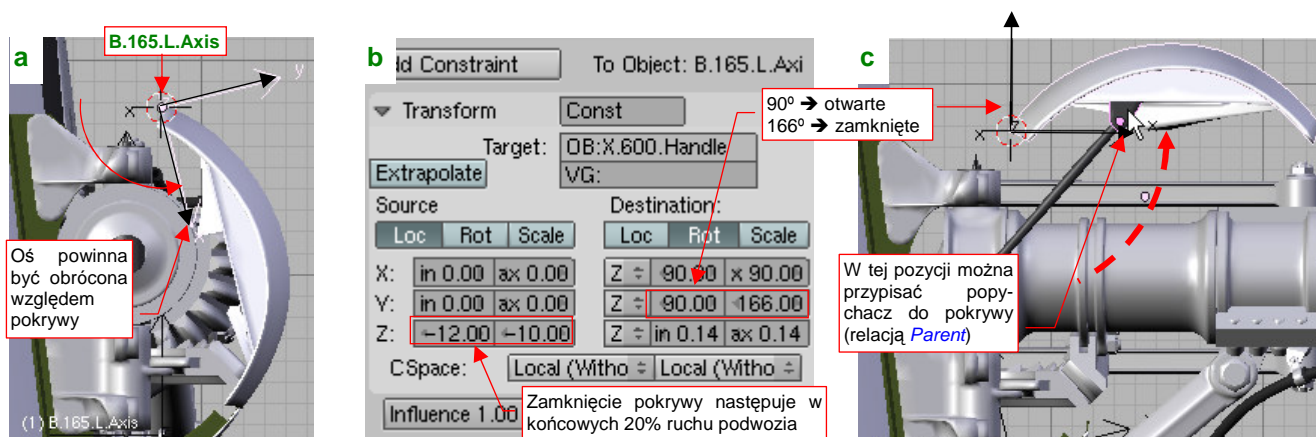 a
B.165.L.Axis
y
X
Oś powinna
być obrócona
względem
pokrywy
(1) B.165.L.Axis
b
dd Constraint To Object: B.165.L.Axi
Transform Const
Target: OB:X.600.Handle
Extrapolate VG:
Source Destination:
Loc Rot Scale Loc Rot Scale
X: in 0.00 ax 0.00 Z 90.00 x 90.00
Y: in 0.00 ax 0.00 Z 90.00 166.00
Z: -12.00 -10.00 Z in 0.14 ax 0.14
CSpace: Local (Witho Local (Witho
Influence 1.00
Zamknięcie pokrywy następuje w
końcowych 20% ruchu podwozia
90º ➔ otwarte
166º ➔ zamknięte
c
X
Z
X
W tej pozycji można
przypisać popy-
chacz do pokrywy
(relacją Parent)